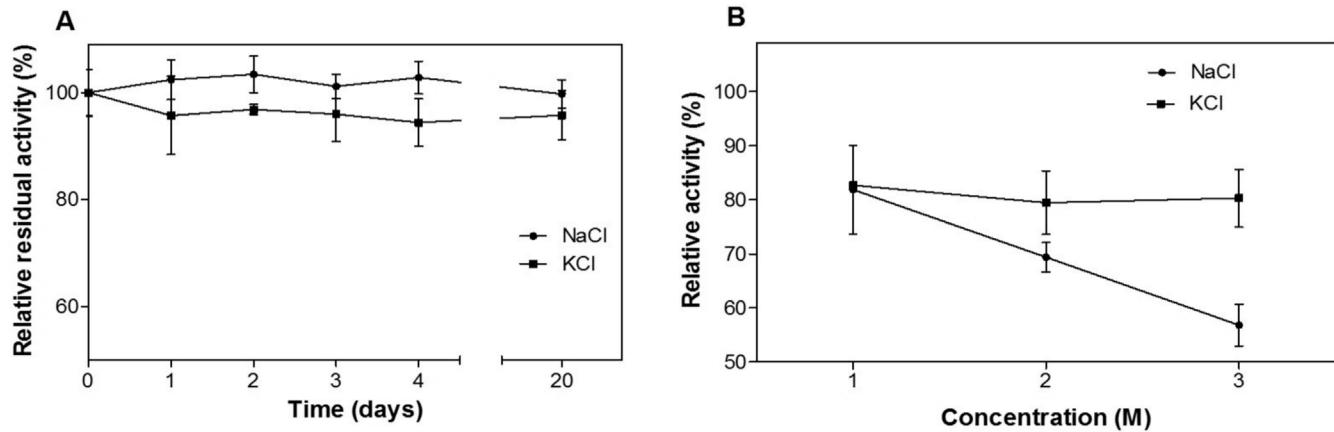 A
Relative residual activity (%)
100
80
60
NaCl
KCl
0 1 2 3 4 20
Time (days)
B
Relative activity (%)
100
90
80
70
60
50
NaCl
KCl
1 2 3
Concentration (M)